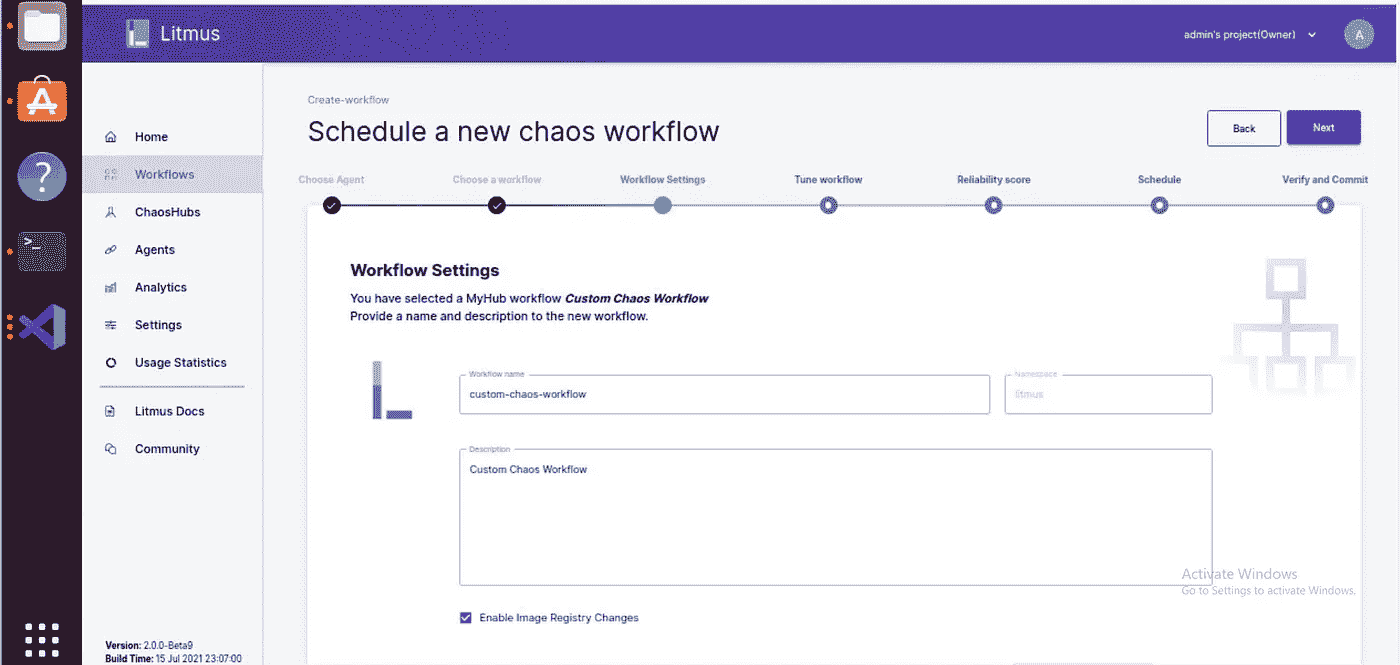 Litmus
admin's project(Owner)
A
Create-workflow
Schedule a new chaos workflow
Back
Next
Home
Workflows
ChaosHubs
Agents
Analytics
Settings
Usage Statistics
Litmus Docs
Community
Version: 2.0.0-Beta9
Build Time: 15 Jul 2021 23:07:00
Choose Agent
Choose a workflow
Workflow Settings
Tune workflow
Reliability score
Schedule
Verify and Commit
Workflow Settings
You have selected a MyHub workflow Custom Chaos Workflow
Provide a name and description to the new workflow.
Workflow name
custom-chaos-workflow
Namespace
litmus
Description
Custom Chaos Workflow
Enable Image Registry Changes
Activate Windows
Go to Settings to activate Windows.